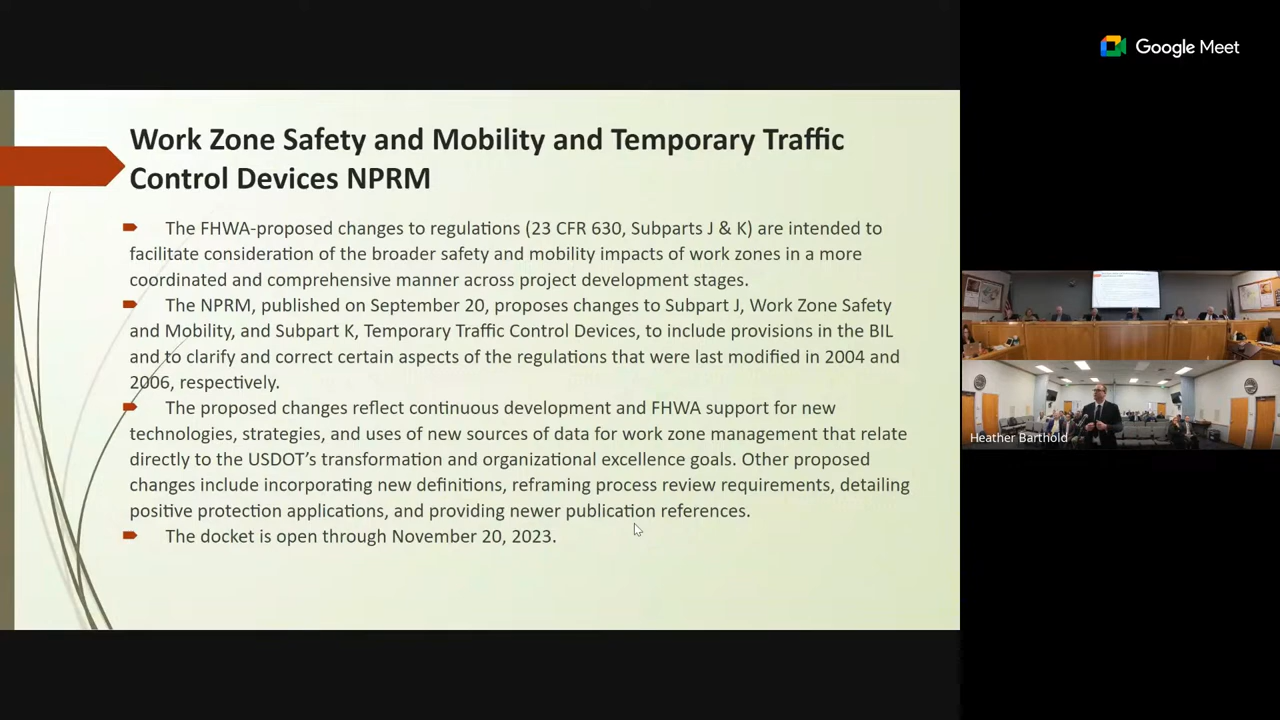 Google Meet
Work Zone Safety and Mobility and Temporary Traffic
Control Devices NPRM
The FHWA-proposed changes to regulations (23 CFR 630, Subparts J & K) are intended to
facilitate consideration of the broader safety and mobility impacts of work zones in a more
coordinated and comprehensive manner across project development stages.
The NPRM, published on September 20, proposes changes to Subpart J, Work Zone Safety
and Mobility, and Subpart K, Temporary Traffic Control Devices, to include provisions in the BIL
and to clarify and correct certain aspects of the regulations that were last modified in 2004 and
2006, respectively.
The proposed changes reflect continuous development and FHWA support for new
technologies, strategies, and uses of new sources of data for work zone management that relate
directly to the USDOT’s transformation and organizational excellence goals. Other proposed
changes include incorporating new definitions, reframing process review requirements, detailing
positive protection applications, and providing newer publication references.
The docket is open through November 20, 2023.
Heather Barthold